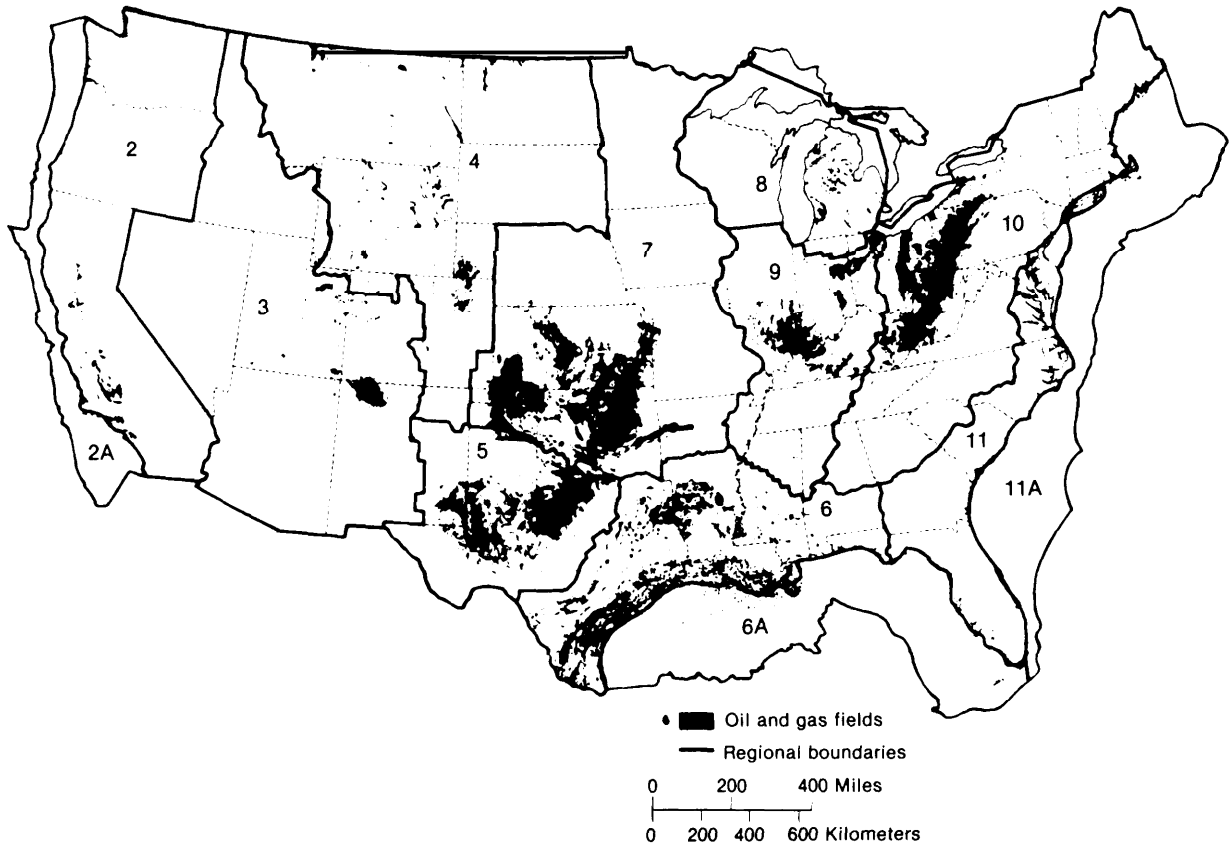 2
4
8
10
7
9
3
5
2A
11
11A
6
6A
Oil and gas fields
Regional boundaries
0 200 400 Miles
0 200 400 600 Kilometers